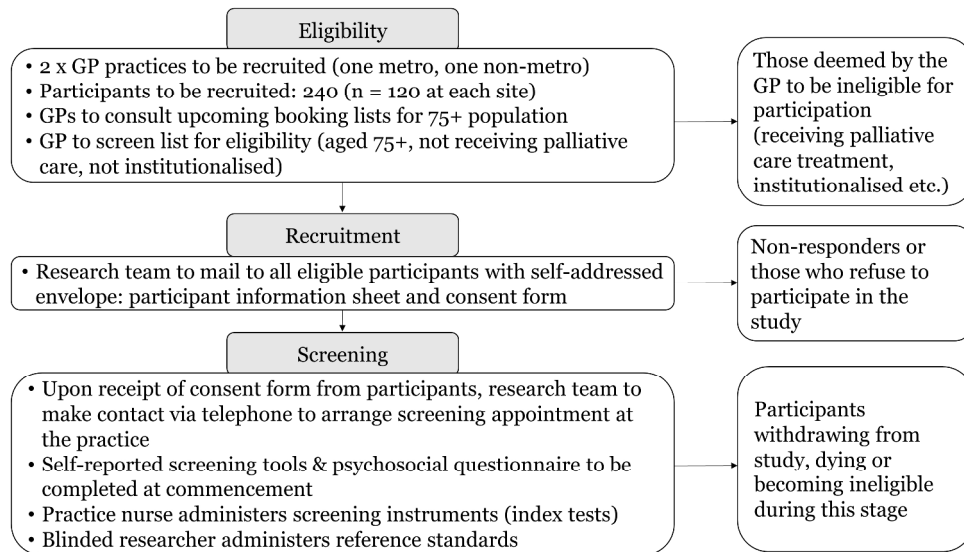 Eligibility
• 2 x GP practices to be recruited (one metro, one non-metro)
• Participants to be recruited: 240 (n = 120 at each site)
• GPs to consult upcoming booking lists for 75+ population
• GP to screen list for eligibility (aged 75+, not receiving palliative
care, not institutionalised)
Those deemed by the
GP to be ineligible for
participation
(receiving palliative
care treatment,
institutionalised etc.)
Recruitment
• Research team to mail to all eligible participants with self-addressed
envelope: participant information sheet and consent form
Non-responders or
those who refuse to
participate in the
study
Screening
• Upon receipt of consent form from participants, research team to
make contact via telephone to arrange screening appointment at
the practice
• Self-reported screening tools & psychosocial questionnaire to be
completed at commencement
• Practice nurse administers screening instruments (index tests)
• Blinded researcher administers reference standards
Participants
withdrawing from
study, dying or
becoming ineligible
during this stage